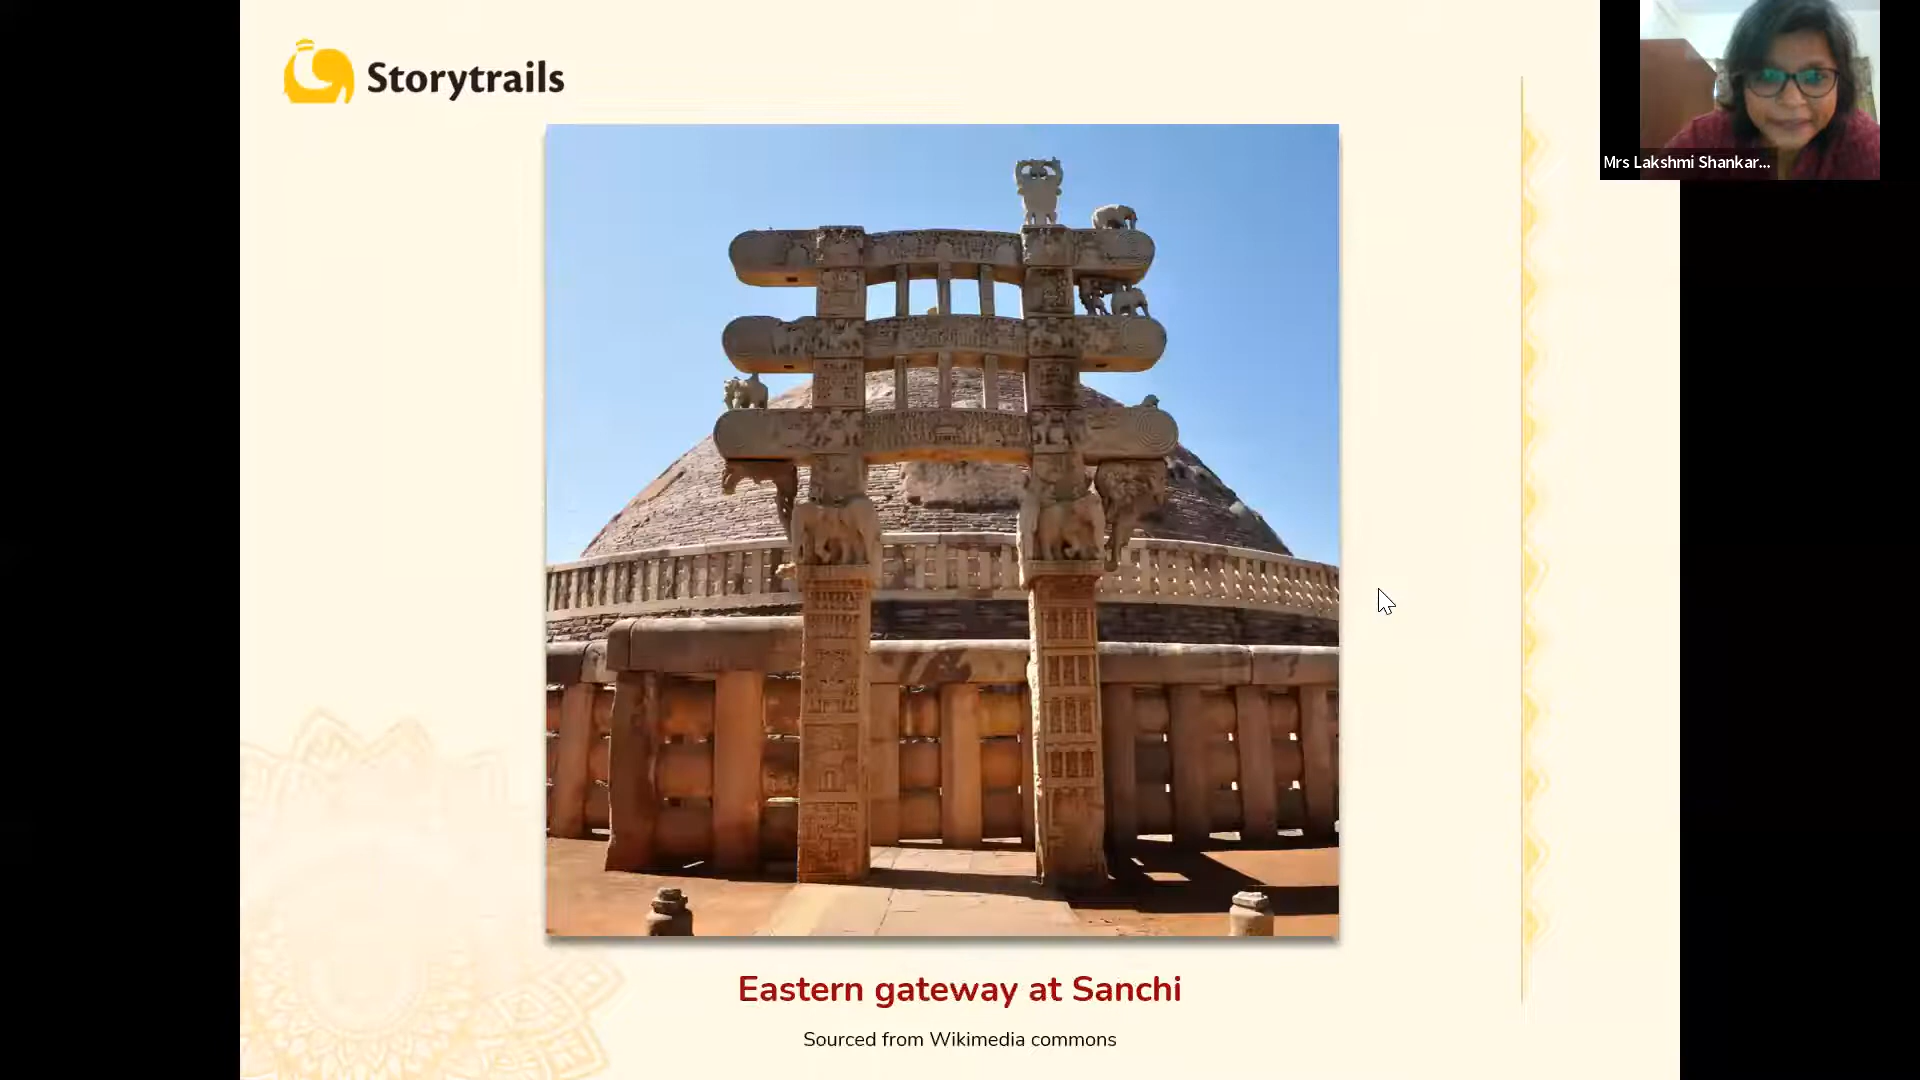 Storytrails
Mrs Lakshmi Shankar...
Eastern gateway at Sanchi
Sourced from Wikimedia commons